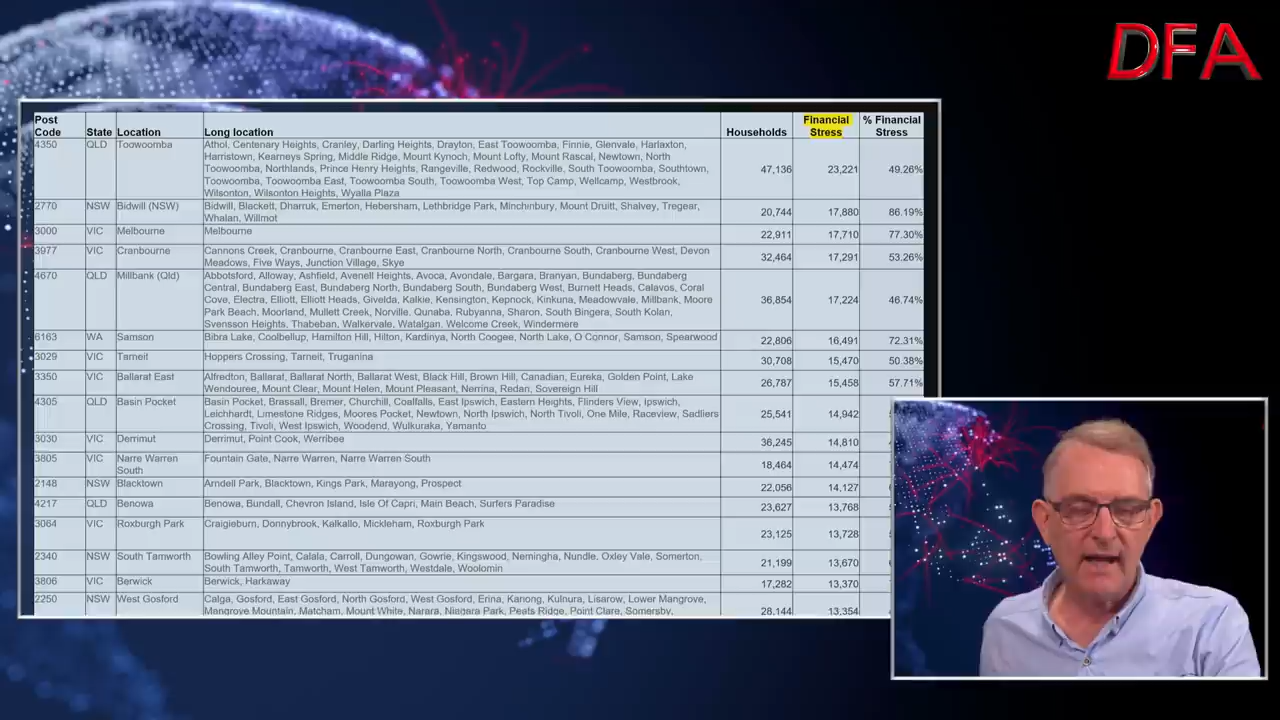 DFA
Post Code State Location Long location Households Financial Stress % Financial Stress
4350 QLD Toowoomba Athol, Centenary Heights, Cranley, Darling Heights, Drayton, East Toowoomba, Finnie, Glenvale, Harlaxton,
Harristown, Kearneys Spring, Middle Ridge, Mount Kynoch, Mount Lofty, Mount Rascal, Newtown, North
Toowoomba, Northlands, Prince Henry Heights, Rangeville, Redwood, Rockville, South Toowoomba, Southtown,
Toowoomba, Toowoomba East, Toowoomba South, Toowoomba West, Top Camp, Wellcamp, Westbrook,
Wilsonton, Wilsonton Heights, Wyalla Plaza
47,136 23,221 49.26%
2770 NSW Bidwill (NSW) Bidwill, Blackett, Dharruk, Emerton, Hebersham, Lethbridge Park, Minchinbury, Mount Druitt, Shalvey, Tregear,
Whalan, Willmot
20,744 17,880 86.19%
3000 VIC Melbourne Melbourne 22,911 17,710 77.30%
3977 VIC Cranbourne Cannons Creek, Cranbourne, Cranbourne East, Cranbourne North, Cranbourne South, Cranbourne West, Devon
Meadows, Five Ways, Junction Village, Skye
32,464 17,291 53.26%
4670 QLD Millbank (Qld) Abbotsford, Alloway, Ashfield, Avenell Heights, Avoca, Avondale, Bargara, Branyan, Bundaberg, Bundaberg
Central, Bundaberg East, Bundaberg North, Bundaberg South, Bundaberg West, Burnett Heads, Calavos, Coral
Cove, Electra, Elliott, Elliott Heads, Givelda, Kalkie, Kensington, Kepnock, Kinkuna, Meadowvale, Millbank, Moore
Park Beach, Moorland, Mullett Creek, Norville, Qunaba, Rubyanna, Sharon, South Bingera, South Kolan,
Svensson Heights, Thabeban, Walkervale, Watalgan, Welcome Creek, Windermere
36,854 17,224 46.74%
6163 WA Samson Bibra Lake, Coolbellup, Hamilton Hill, Hilton, Kardinya, North Coogee, North Lake, O Connor, Samson, Spearwood 22,806 16,491 72.31%
3029 VIC Tarneit Hoppers Crossing, Tarneit, Truganina 30,708 15,470 50.38%
3350 VIC Ballarat East Alfredton, Ballarat, Ballarat North, Ballarat West, Black Hill, Brown Hill, Canadian, Eureka, Golden Point, Lake
Wendouree, Mount Clear, Mount Helen, Mount Pleasant, Nerrina, Redan, Sovereign Hill
26,787 15,458 57.71%
4305 QLD Basin Pocket Basin Pocket, Brassall, Bremer, Churchill, Coalfalls, East Ipswich, Eastern Heights, Flinders View, Ipswich,
Leichhardt, Limestone Ridges, Moores Pocket, Newtown, North Ipswich, North Tivoli, One Mile, Raceview, Sadliers
Crossing, Tivoli, West Ipswich, Woodend, Wulkuraka, Yamanto
25,541 14,942
3030 VIC Derrimut Derrimut, Point Cook, Werribee 36,245 14,810
3805 VIC Narre Warren South Fountain Gate, Narre Warren, Narre Warren South 18,464 14,474
2148 NSW Blacktown Arndell Park, Blacktown, Kings Park, Marayong, Prospect 22,056 14,127
4217 QLD Benowa Benowa, Bundall, Chevron Island, Isle Of Capri, Main Beach, Surfers Paradise 23,627 13,768
3064 VIC Roxburgh Park Craigieburn, Donnybrook, Kalkallo, Mickleham, Roxburgh Park 23,125 13,728
2340 NSW South Tamworth Bowling Alley Point, Calala, Carroll, Dungowan, Gowrie, Kingswood, Nemingha, Nundle, Oxley Vale, Somerton,
South Tamworth, Tamworth, West Tamworth, Westdale, Woolomin
21,199 13,670
3806 VIC Berwick Berwick, Harkaway 17,282 13,370
2250 NSW West Gosford Calga, Gosford, East Gosford, North Gosford, West Gosford, Erina, Kariong, Kulnura, Lisarow, Lower Mangrove,
Mangrove Mountain, Matcham, Mount White, Narara, Niagara Park, Peats Ridge, Point Clare, Somersby,
28,144 13,354